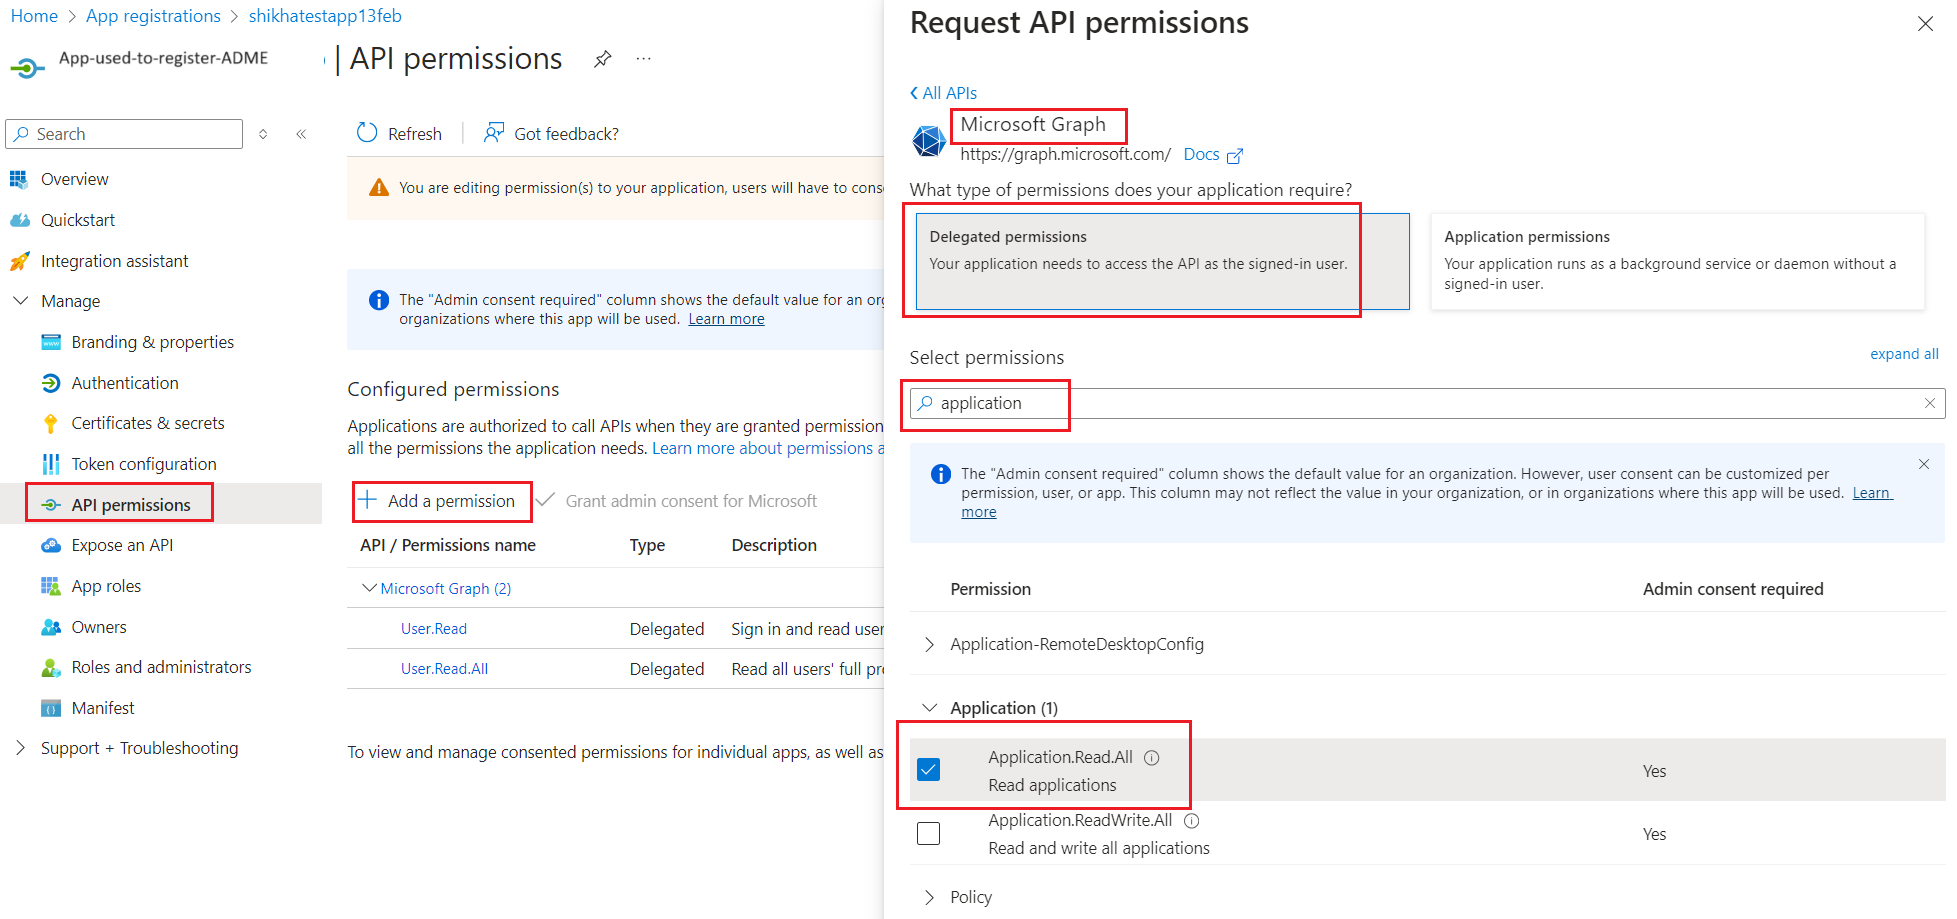 Home > App registrations > shikhatestapp13feb
App-used-to-register-ADME
| API permissions
Search
Overview
Quickstart
Integration assistant
Manage
Branding & properties
Authentication
Certificates & secrets
Token configuration
API permissions
Expose an API
App roles
Owners
Roles and administrators
Manifest
Support + Troubleshooting
Refresh
Got feedback?
You are editing permission(s) to your application, users will have to conse
The "Admin consent required" column shows the default value for an
organizations where this app will be used. Learn more
Configured permissions
Applications are authorized to call APIs when they are granted permission
all the permissions the application needs. Learn more about permissions a
Add a permission
Grant admin consent for Microsoft
API / Permissions name Type Description
Microsoft Graph (2)
User.Read Delegated Sign in and read user
User.Read.All Delegated Read all users' full
To view and manage consented permissions for individual apps, as well as
Request API permissions
All APIs
Microsoft Graph
https://graph.microsoft.com/ Docs
What type of permissions does your application require?
Delegated permissions
Your application needs to access the API as the signed-in user.
Application permissions
Your application runs as a background service or daemon without a
signed-in user.
Select permissions
expand all
application
The "Admin consent required" column shows the default value for an organization. However, user consent can be customized per
permission, user, or app. This column may not reflect the value in your organization, or in organizations where this app will be used. Learn
more
Permission Admin consent required
Application-RemoteDesktopConfig
Application (1)
Application.Read.All
Read applications
Yes
Application.ReadWrite.All
Read and write all applications
Yes
Policy